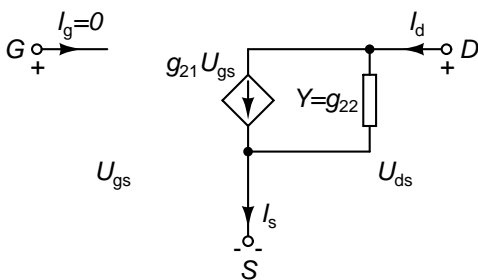 I_g=0
I_d
G
D
+
+
g_21 U_gs
Y=g_22
U_gs
U_ds
I_s
- -
S